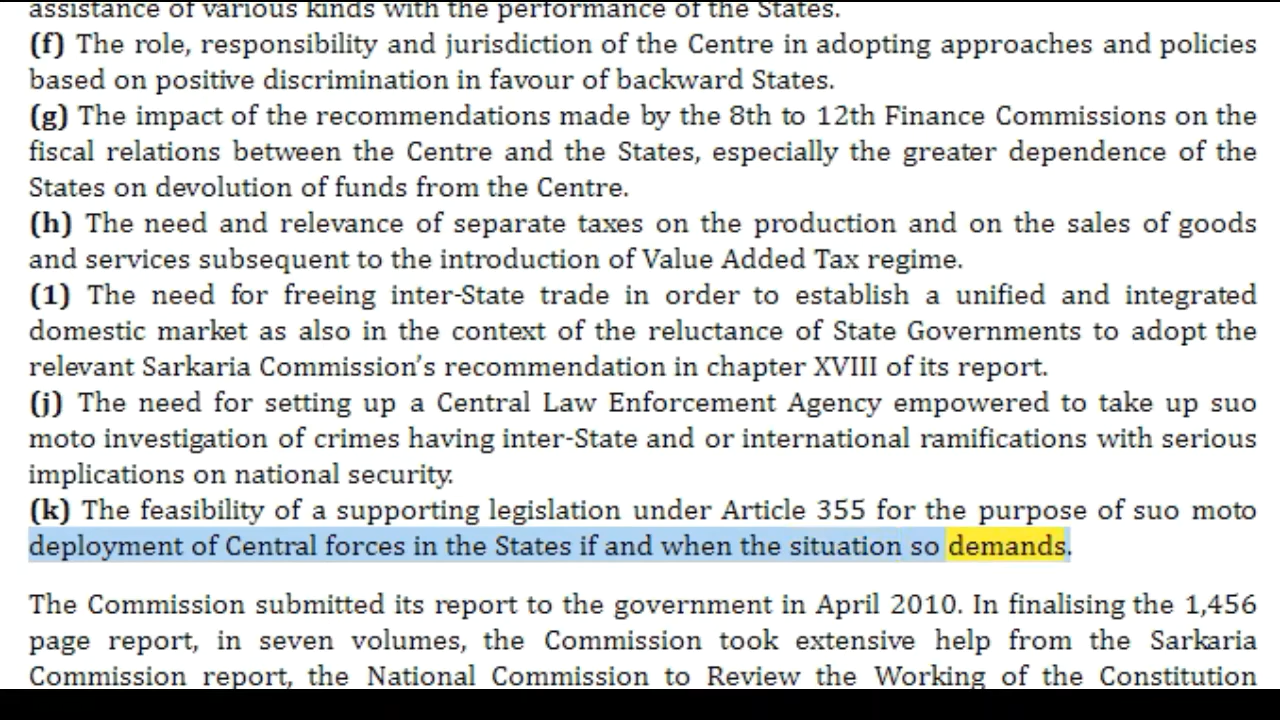 assistance of various kinds with the performance of the States.
(f) The role, responsibility and jurisdiction of the Centre in adopting approaches and policies
based on positive discrimination in favour of backward States.
(g) The impact of the recommendations made by the 8th to 12th Finance Commissions on the
fiscal relations between the Centre and the States, especially the greater dependence of the
States on devolution of funds from the Centre.
(h) The need and relevance of separate taxes on the production and on the sales of goods
and services subsequent to the introduction of Value Added Tax regime.
(1) The need for freeing inter-State trade in order to establish a unified and integrated
domestic market as also in the context of the reluctance of State Governments to adopt the
relevant Sarkaria Commission’s recommendation in chapter XVIII of its report.
(j) The need for setting up a Central Law Enforcement Agency empowered to take up suo
moto investigation of crimes having inter-State and or international ramifications with serious
implications on national security.
(k) The feasibility of a supporting legislation under Article 355 for the purpose of suo moto
deployment of Central forces in the States if and when the situation so demands.
The Commission submitted its report to the government in April 2010. In finalising the 1,456
page report, in seven volumes, the Commission took extensive help from the Sarkaria
Commission report, the National Commission to Review the Working of the Constitution